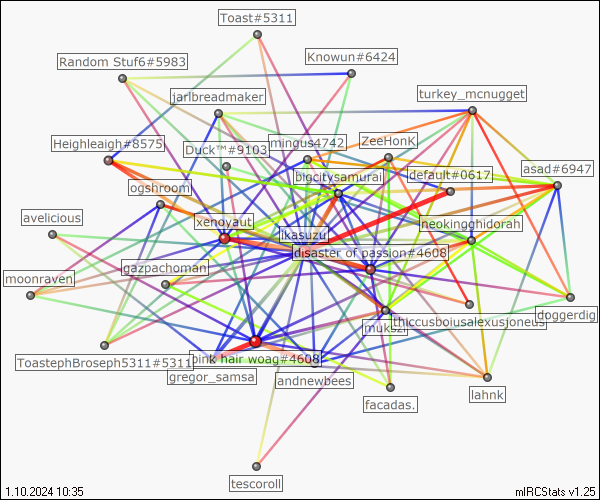 Toast#5311
Knowun#6424
Random Stuf6#5983
turkey_mcnugget
jarlbreadmaker
Heighleigh#8575
Duck™#9103
mingus4742
ZeeHonk
default#0617
asad#6947
bigcitysamurai
ogshroom
avelicious
xenoyaut
ikasuzu
neokingghidorah
disaster of passion#4608
gazpachoman
moonraven
doggerdig
thiccusboiusalexusjoneus
muks2l
ToastephBroseph5311#5311
pink hair woag#4608
gregor_samsa
andnewbees
lahnk
facadas.
tescoroll
1.10.2024 10:35
mIRCStats v1.25